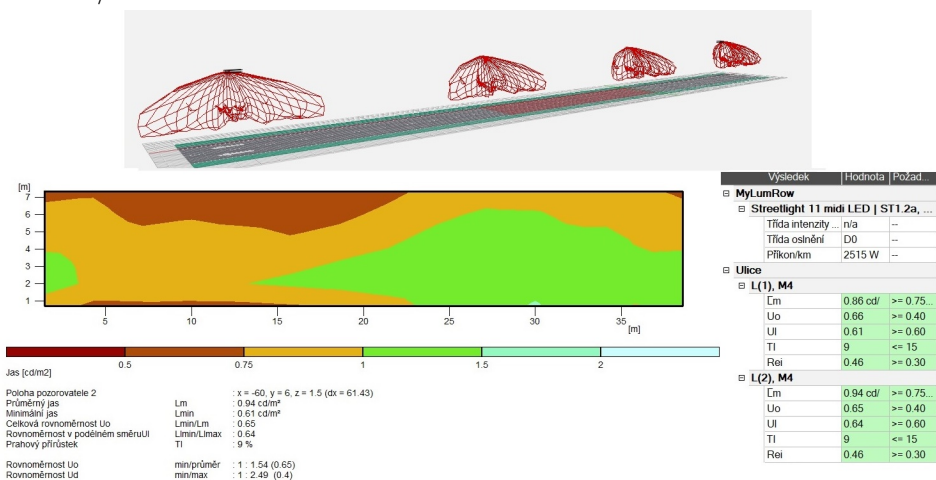 [m]
7
6
5
4
3
2
1
5 10 15 20 25 30 35
[m]
0.5 0.75 1 1.5 2
Jas [cd/m2]
Poloha pozorovatele 2 : x = -60, y = 6, z = 1.5 (dx = 61.43)
Průměrný jas Lm : 0.94 cd/m²
Minimální jas Lmin : 0.61 cd/m²
Celková rovnoměrnost Uo Lmin/Lm : 0.65
Rovnoměrnost v podélném směruUl Llmin/Llmax : 0.64
Prahový přírůstek TI : 9 %
Rovnoměrnost Uo min/průměr : 1 : 1.54 (0.65)
Rovnoměrnost Ud min/max : 1 : 2.49 (0.4)
Výsledek Hodnota Požad...
MyLumRow
Streetlight 11 midi LED | ST1.2a, ...
Třída intenzity ... n/a --
Třída oslnění D0 --
Příkon/km 2515 W --
Ulice
L(1), M4
Lm 0.86 cd/ >= 0.75...
Uo 0.66 >= 0.40
Ul 0.61 >= 0.60
TI 9 <= 15
Rei 0.46 >= 0.30
L(2), M4
Lm 0.94 cd/ >= 0.75...
Uo 0.65 >= 0.40
Ul 0.64 >= 0.60
TI 9 <= 15
Rei 0.46 >= 0.30